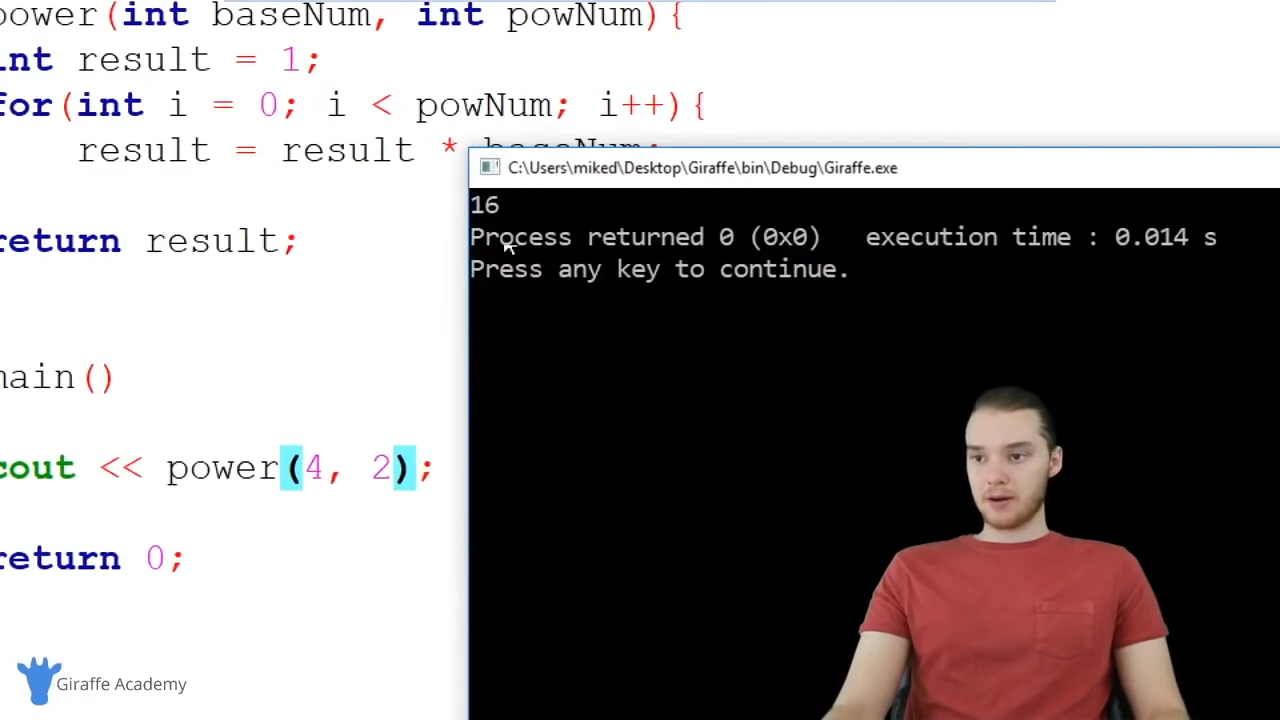 power(int baseNum, int powNum){
int result = 1;
for(int i = 0; i < powNum; i++){
result = result * baseNum;
return result;
main()
cout << power(4, 2);
return 0;
C:\Users\miked\Desktop\Giraffe\bin\Debug\Giraffe.exe
16
Process returned 0 (0x0)   execution time : 0.014 s
Press any key to continue.
Giraffe Academy